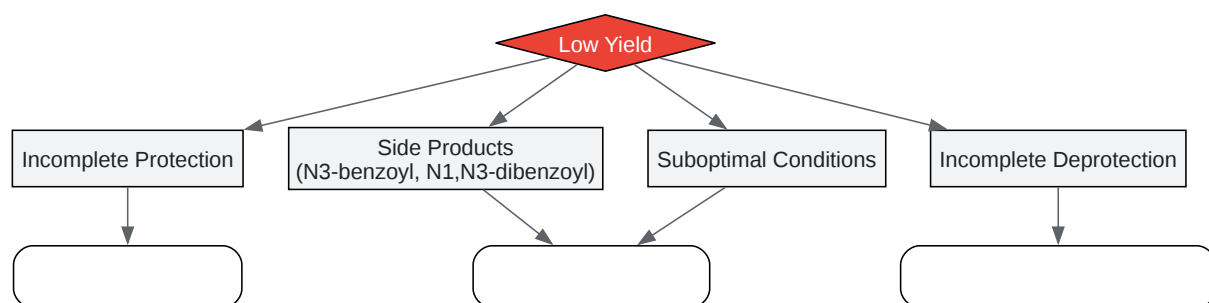 Low Yield
Incomplete Protection
Side Products
(N3-benzoyl, N1,N3-dibenzoyl)
Suboptimal Conditions
Incomplete Deprotection